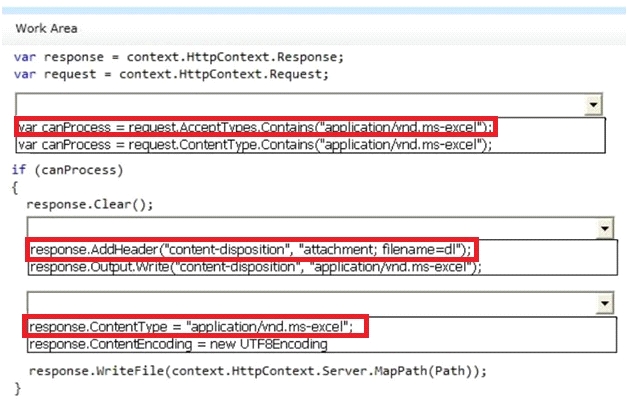 Work Area
var response = context.HttpContext.Response;
var request = context.HttpContext.Request;
var canProcess = request.AcceptTypes.Contains("application/vnd.ms-excel");
var canProcess = request.ContentType.Contains("application/vnd.ms-excel");
if (canProcess)
{
response.Clear();
response.AddHeader("content-disposition", "attachment; filename=dl");
response.Output.Write("content-disposition", "application/vnd.ms-excel");
response.ContentType = "application/vnd.ms-excel";
response.ContentEncoding = new UTF8Encoding
response.WriteFile(context.HttpContext.Server.MapPath(Path));
}